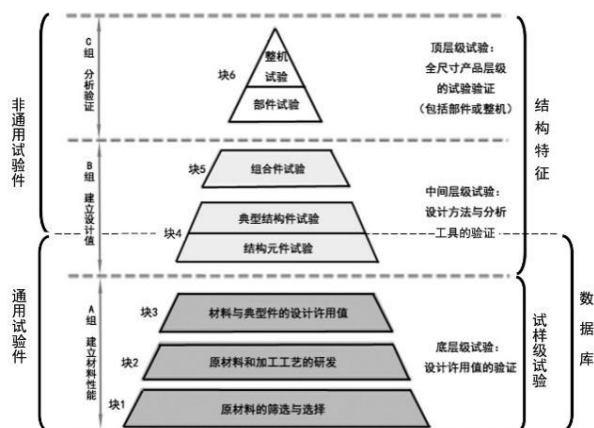 非通用试验件
通用试验件
C组 分析验证
B组 建立设计值
A组 建立材料性能
块6
整机
试验
部件试验
块5
组合件试验
块4
典型结构件试验
结构元件试验
块3
材料与典型件的设计许用值
块2
原材料和加工工艺的研发
块1
原材料的筛选与选择
顶层级试验：
全尺寸产品层级
的试验验证
（包括部件或整机）
中间层级试验：
设计方法与分析
工具的验证
底层级试验：
设计许用值的验证
结构特征
试样级试验
数据库